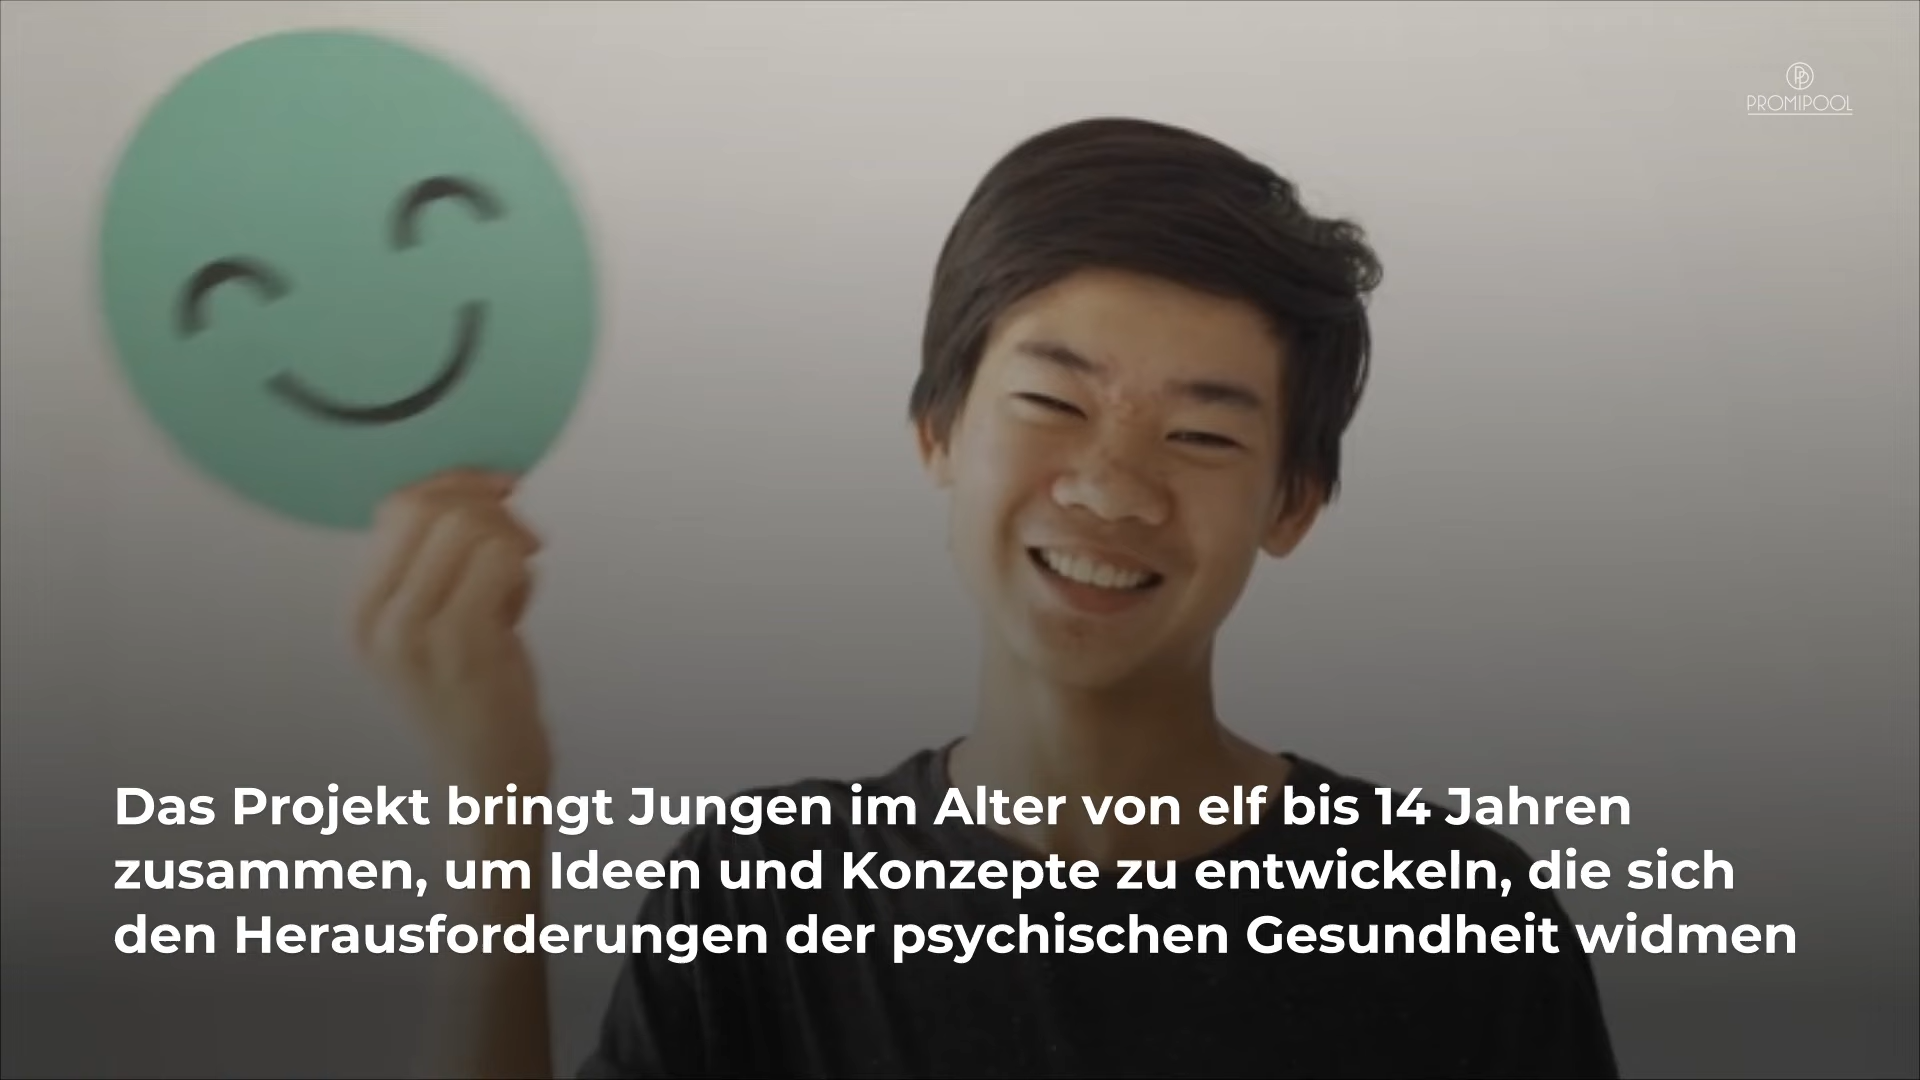 PROMIPOOL
Das Projekt bringt Jungen im Alter von elf bis 14 Jahren
zusammen, um Ideen und Konzepte zu entwickeln, die sich
den Herausforderungen der psychischen Gesundheit widmen